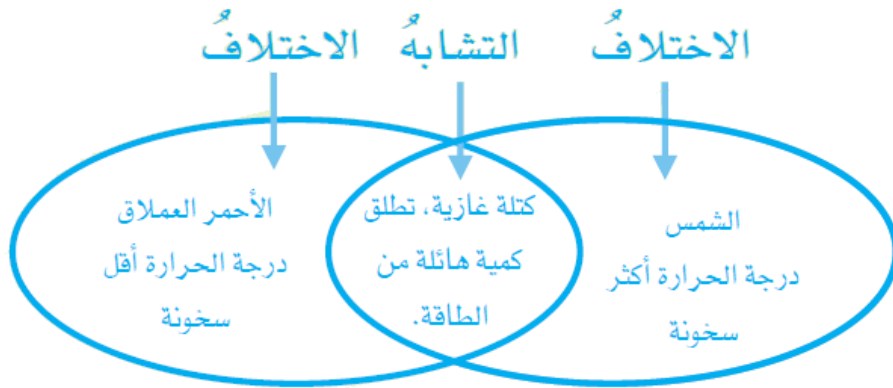 الاختلافُ
التشابهُ
الاختلافُ
الشمس
درجة الحرارة أكثر
سخونة
كتلة غازية، تطلق
كمية هائلة من
الطاقة.
الأحمر العملاق
درجة الحرارة أقل
سخونة